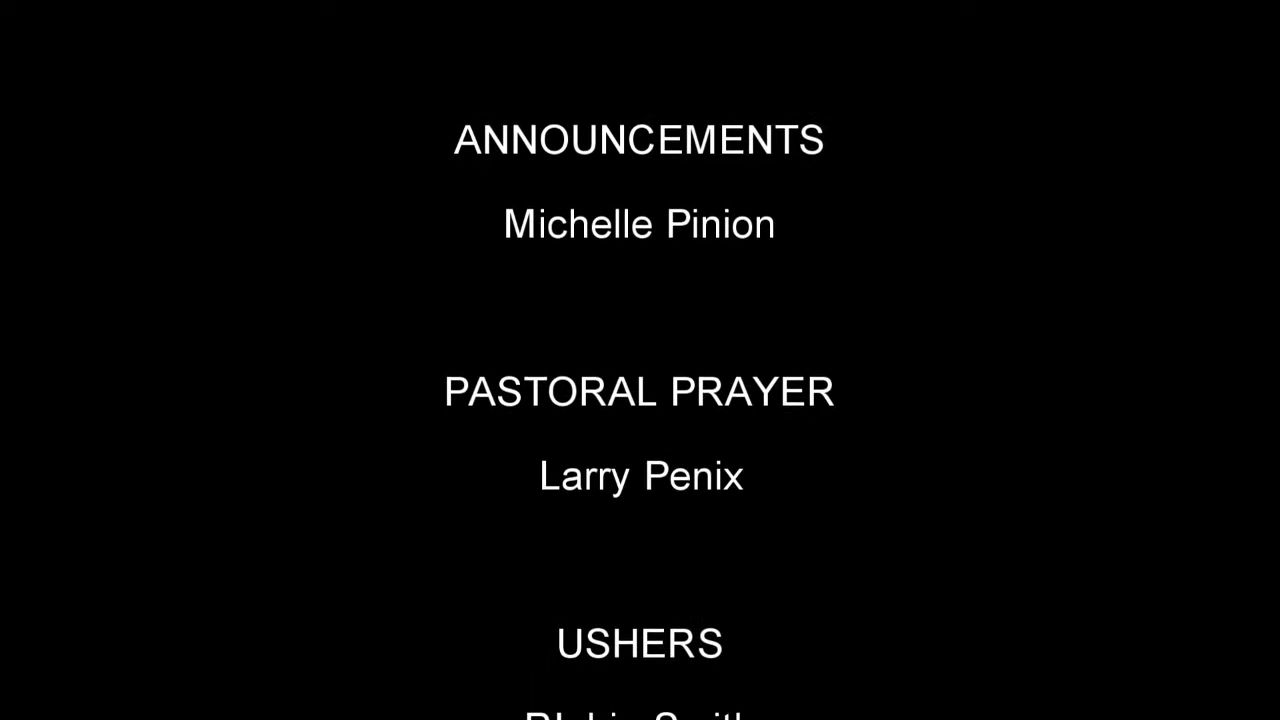 ANNOUNCEMENTS
Michelle Pinion
PASTORAL PRAYER
Larry Penix
USHERS